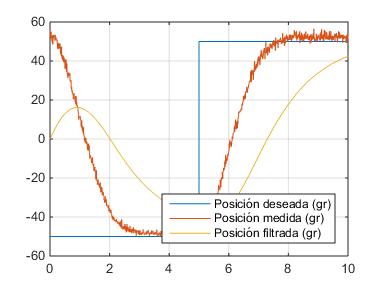 60
40
20
0
-20
-40
-60
0 2 4 6 8 10
Posición deseada (gr)
Posición medida (gr)
Posición filtrada (gr)